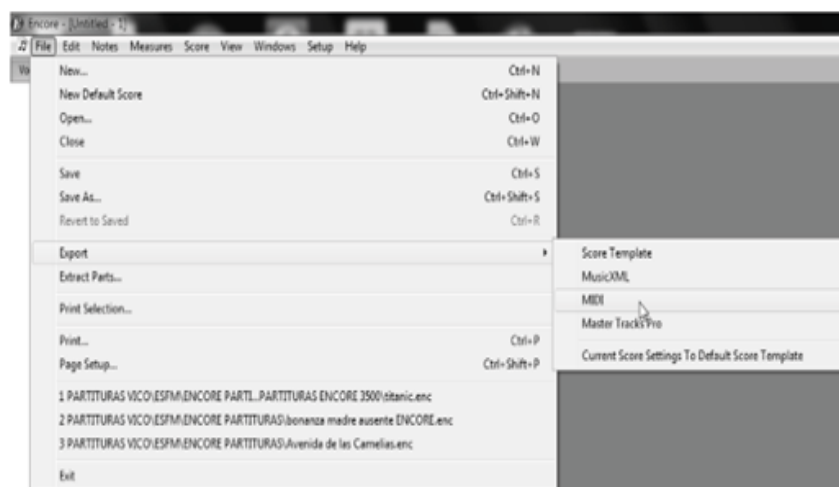 Encore - [Untitled - 1]
File Edit Notes Measures Score View Windows Setup Help
New... Ctrl+N
New Default Score Ctrl+Shift+N
Open... Ctrl+O
Close Ctrl+W
Save Ctrl+S
Save As... Ctrl+Shift+S
Revert to Saved Ctrl+R
Export
Extract Parts...
Print Selection...
Print... Ctrl+P
Page Setup... Ctrl+Shift+P
1 PARTITURAS VICO\ESFM\ENCORE PARTI...PARTITURAS ENCORE 3500\titanic.enc
2 PARTITURAS VICO\ESFM\ENCORE PARTITURAS\bonanza madre ausente ENCORE.enc
3 PARTITURAS VICO\ESFM\ENCORE PARTITURAS\Avenida de las Camelias.enc
Exit
Score Template
MusicXML
MIDI
Master Tracks Pro
Current Score Settings To Default Score Template